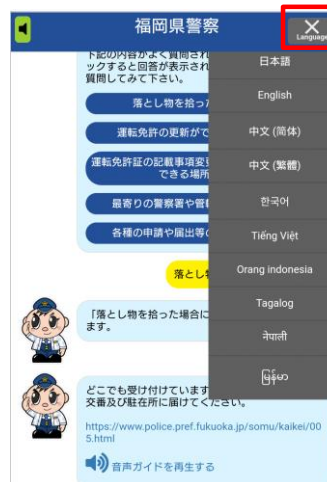 福岡県警察
Language
下記の内容がよく質問され
ックすると回答が表示され
質問してみて下さい。
落とし物を拾っ
運転免許の更新がで
運転免許証の記載事項変
できる場所
最寄りの警察署や管
各種の申請や届出等
日本語
English
中文 (简体)
中文 (繁體)
한국어
Tiếng Việt
Orang indonesia
Tagalog
नेपाली
မြန်မာ
落とし
「落とし物を拾った場合に
ます。
どこでも受け付けています
交番及び駐在所に届けてください。
https://www.police.pref.fukuoka.jp/somu/kaikei/00
5.html
音声ガイドを再生する